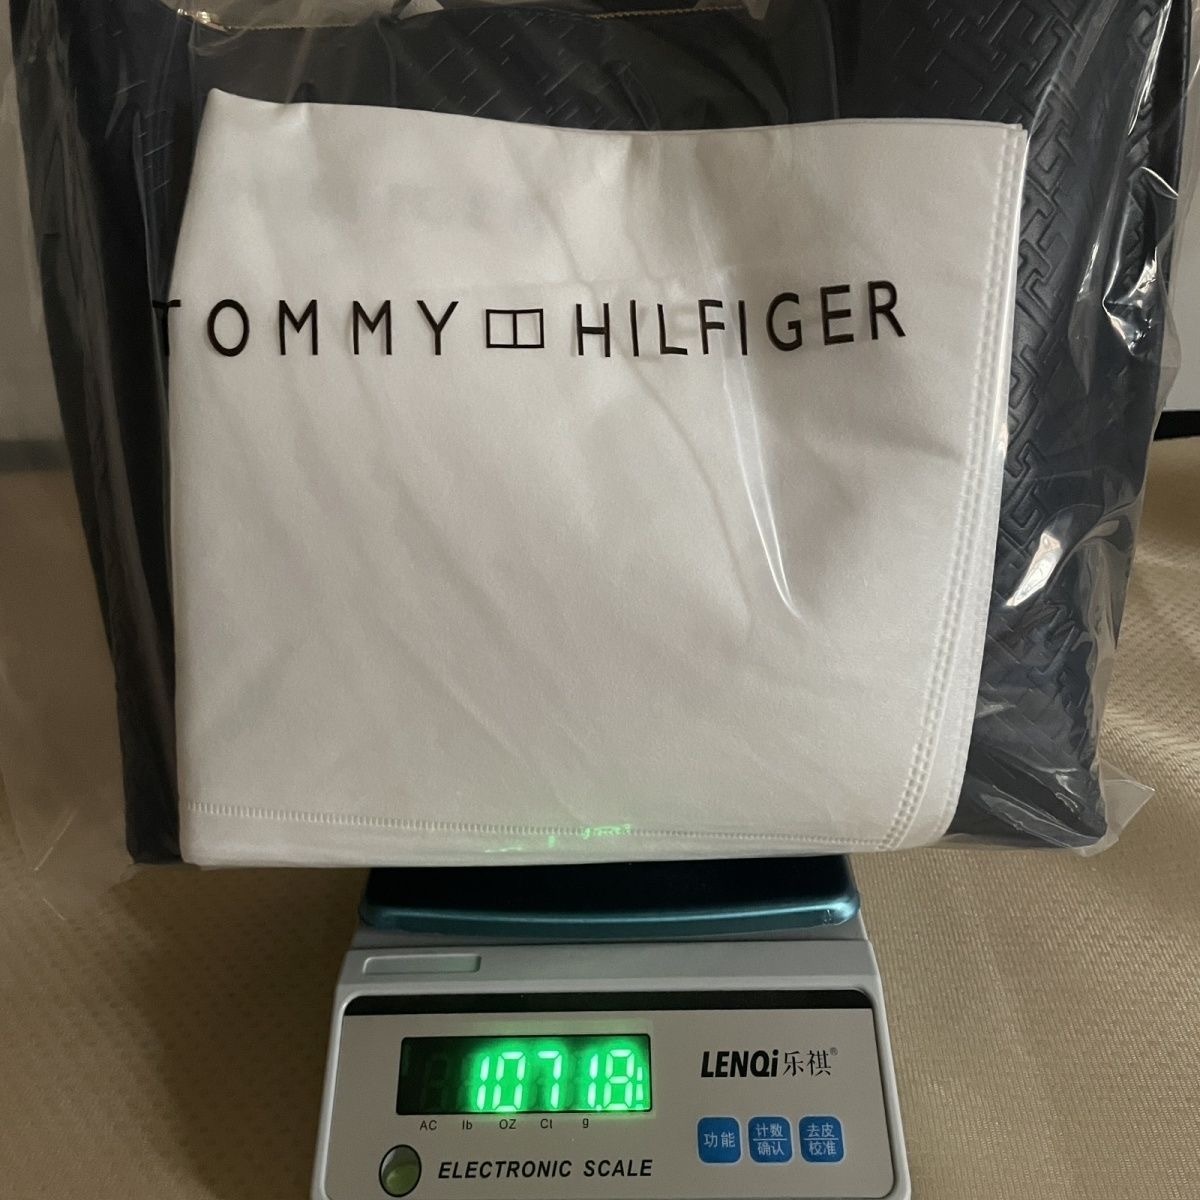 TOMMY HILFIGER
1071.8
LENQi乐祺®
AC lb OZ Ct g
功能 计数 去皮
确认 校准
ELECTRONIC SCALE